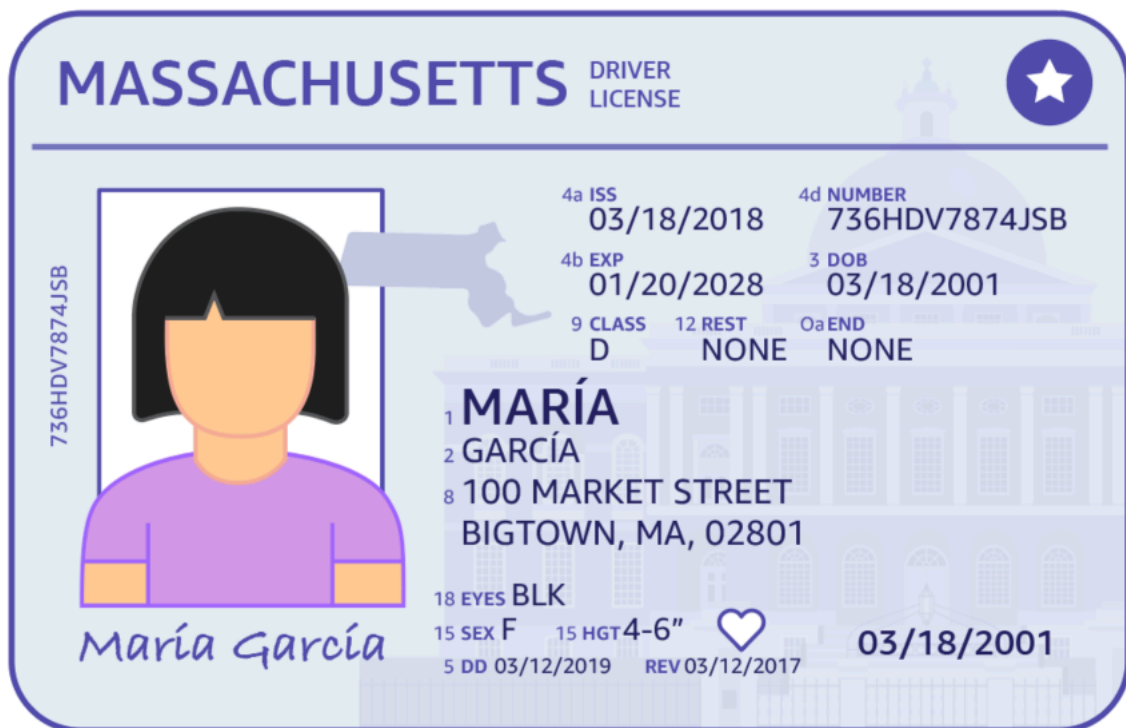 MASSACHUSETTS DRIVER LICENSE
4a ISS 4d NUMBER
03/18/2018 736HDV7874JSB
4b EXP 3 DOB
01/20/2028 03/18/2001
9 CLASS 12 REST OaEND
D NONE NONE
736HDV7874JSB
1 MARÍA
2 GARCÍA
8 100 MARKET STREET
BIGTOWN, MA, 02801
18 EYES BLK
15 SEX F 15 HGT 4-6”
5 DD 03/12/2019 REV 03/12/2017
03/18/2001
María García